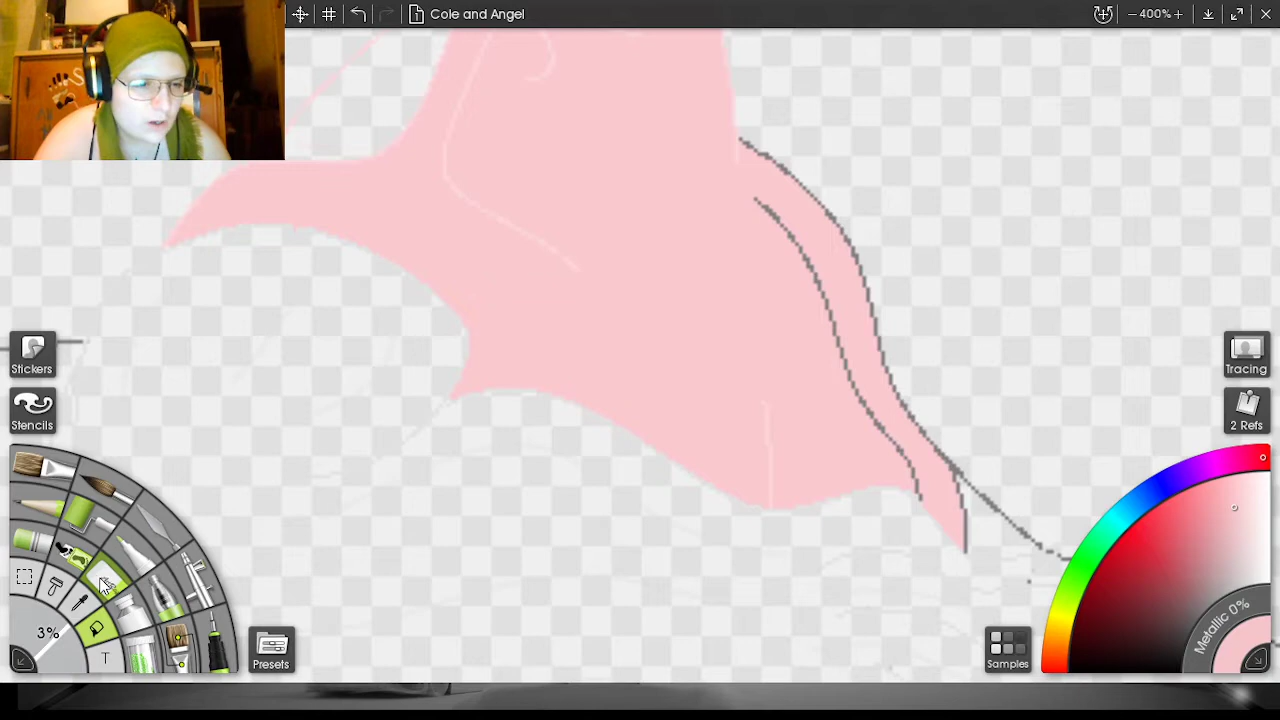 Cole and Angel
400%
Stickers
Stencils
Tracing
2 Refs
3%
T
Presets
Samples
Metallic 0%